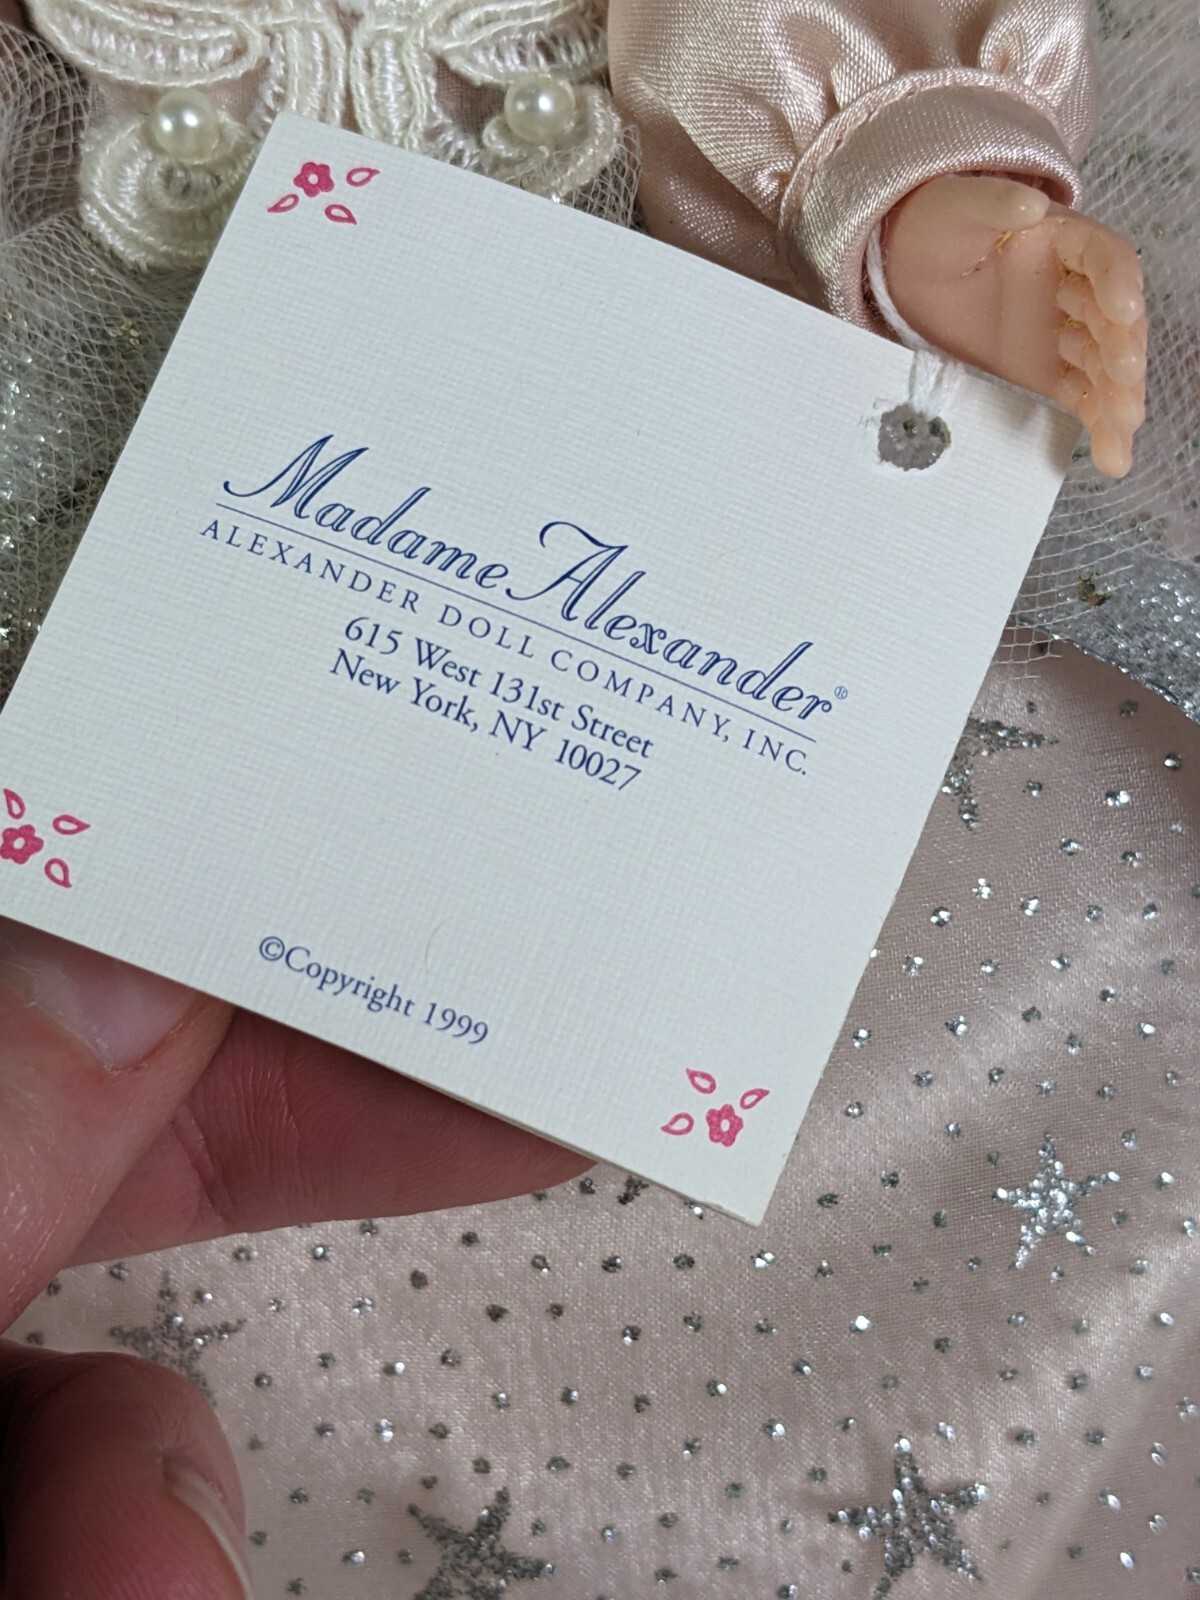 Madame Alexander®
ALEXANDER DOLL COMPANY, INC.
615 West 131st Street
New York, NY 10027
©Copyright 1999